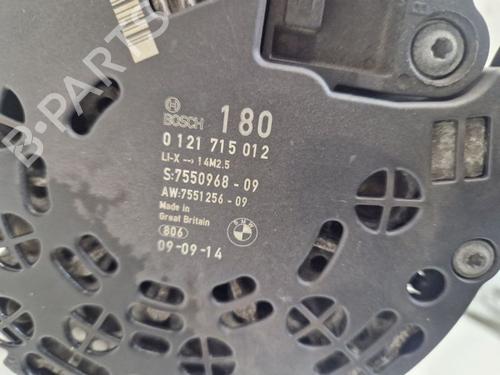 B-PARTS
BOSCH 180
0 121 715 012
LI-X → 14M2.5
S:7550968-09
AW:7551256-09
Made in
Great Britain
806
09-09-14
BMW